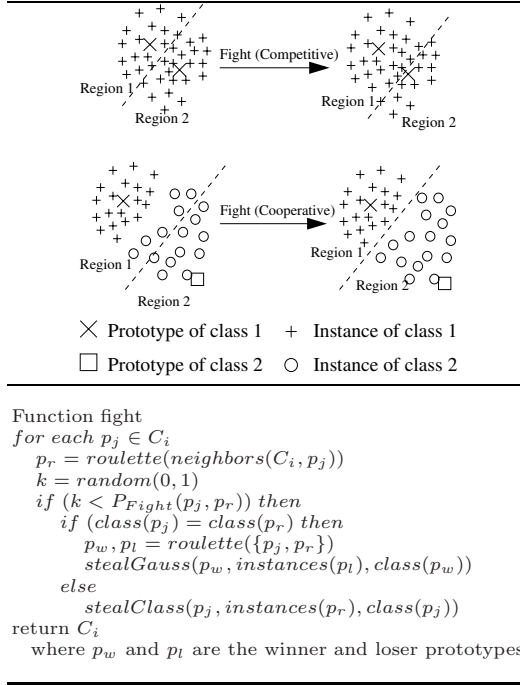 Fight (Competitive)
Region 1
Region 2
Region 1
Region 2
Fight (Cooperative)
Region 1
Region 2
Region 1
Region 2
Prototype of class 1
Instance of class 1
Prototype of class 2
Instance of class 2
Function fight
for each p_j ∈ C_i
p_r = roulette(neighbors(C_i, p_j))
k = random(0, 1)
if (k < P_{Fight}(p_j, p_r)) then
if (class(p_j) = class(p_r) then
p_w, p_l = roulette({p_j, p_r})
stealGauss(p_w, instances(p_l), class(p_w))
else
stealClass(p_j, instances(p_r), class(p_j))
return C_i
where p_w and p_l are the winner and loser prototypes